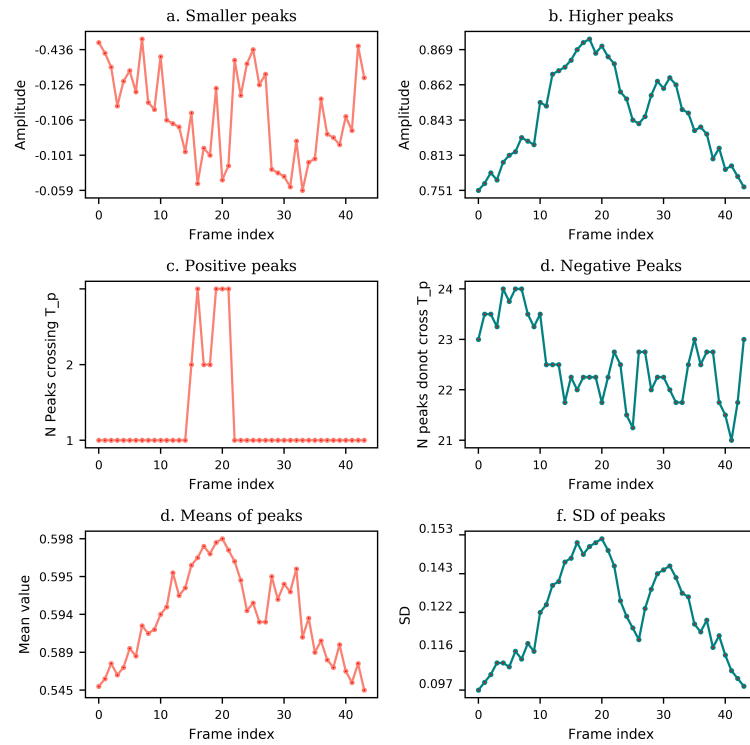 a. Smaller peaks
Amplitude
-0.436
-0.126
-0.106
-0.101
-0.059
0 10 20 30 40
Frame index
b. Higher peaks
Amplitude
0.869
0.862
0.843
0.813
0.751
0 10 20 30 40
Frame index
c. Positive peaks
N Peaks crossing T_p
2
1
0 10 20 30 40
Frame index
d. Negative Peaks
N peaks donot cross T_p
24
23
22
21
0 10 20 30 40
Frame index
d. Means of peaks
Mean value
0.598
0.595
0.594
0.589
0.545
0 10 20 30 40
Frame index
f. SD of peaks
SD
0.153
0.143
0.122
0.116
0.097
0 10 20 30 40
Frame index